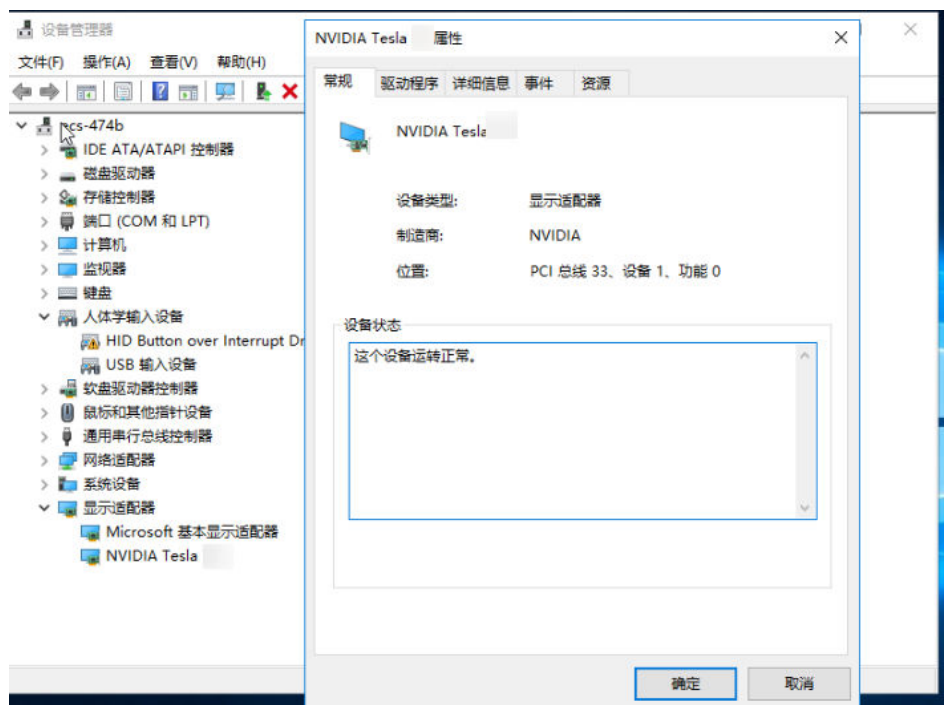 设备管理器
文件(F) 操作(A) 查看(V) 帮助(H)
IDE ATA/ATAPI 控制器
磁盘驱动器
存储控制器
端口 (COM 和 LPT)
计算机
监视器
键盘
人体学输入设备
HID Button over Interrupt Dr
USB 输入设备
软盘驱动器控制器
鼠标和其他指针设备
通用串行总线控制器
网络适配器
系统设备
显示适配器
Microsoft 基本显示适配器
NVIDIA Tesla
NVIDIA Tesla 属性
常规 驱动程序 详细信息 事件 资源
NVIDIA Tesla
设备类型: 显示适配器
制造商: NVIDIA
位置: PCI 总线 33、设备 1、功能 0
设备状态
这个设备运转正常。
确定 取消